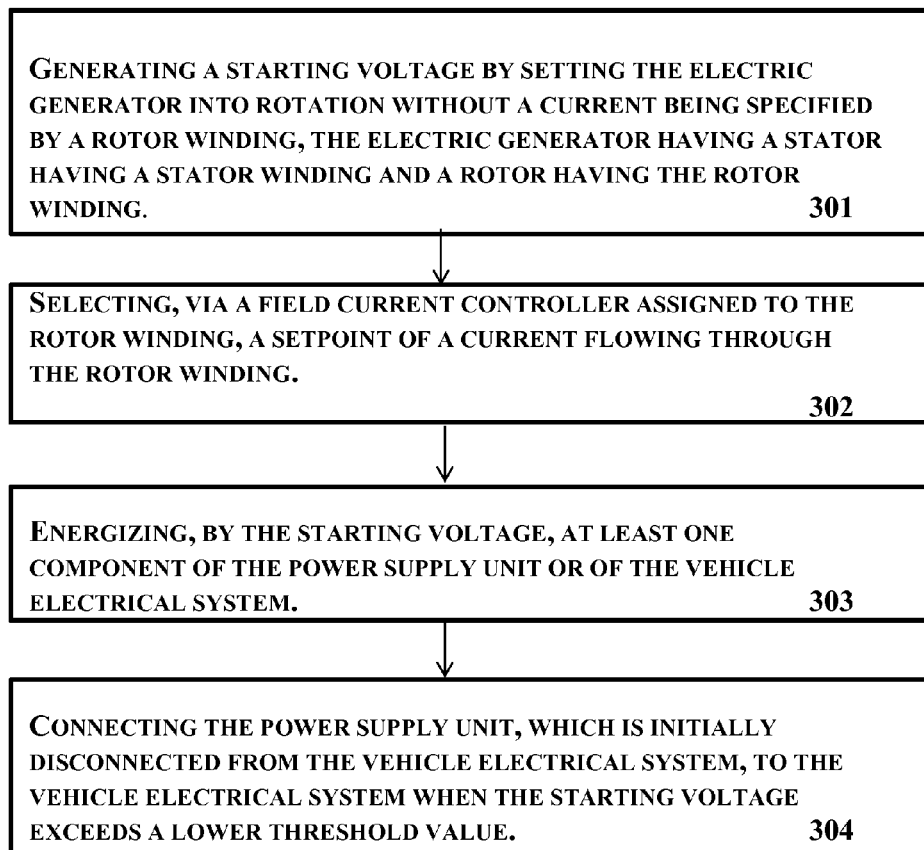 GENERATING A STARTING VOLTAGE BY SETTING THE ELECTRIC
GENERATOR INTO ROTATION WITHOUT A CURRENT BEING SPECIFIED
BY A ROTOR WINDING, THE ELECTRIC GENERATOR HAVING A STATOR
HAVING A STATOR WINDING AND A ROTOR HAVING THE ROTOR
WINDING. 301
SELECTING, VIA A FIELD CURRENT CONTROLLER ASSIGNED TO THE
ROTOR WINDING, A SETPOINT OF A CURRENT FLOWING THROUGH
THE ROTOR WINDING.
302
ENERGIZING, BY THE STARTING VOLTAGE, AT LEAST ONE
COMPONENT OF THE POWER SUPPLY UNIT OR OF THE VEHICLE
ELECTRICAL SYSTEM. 303
CONNECTING THE POWER SUPPLY UNIT, WHICH IS INITIALLY
DISCONNECTED FROM THE VEHICLE ELECTRICAL SYSTEM, TO THE
VEHICLE ELECTRICAL SYSTEM WHEN THE STARTING VOLTAGE
EXCEEDS A LOWER THRESHOLD VALUE. 304